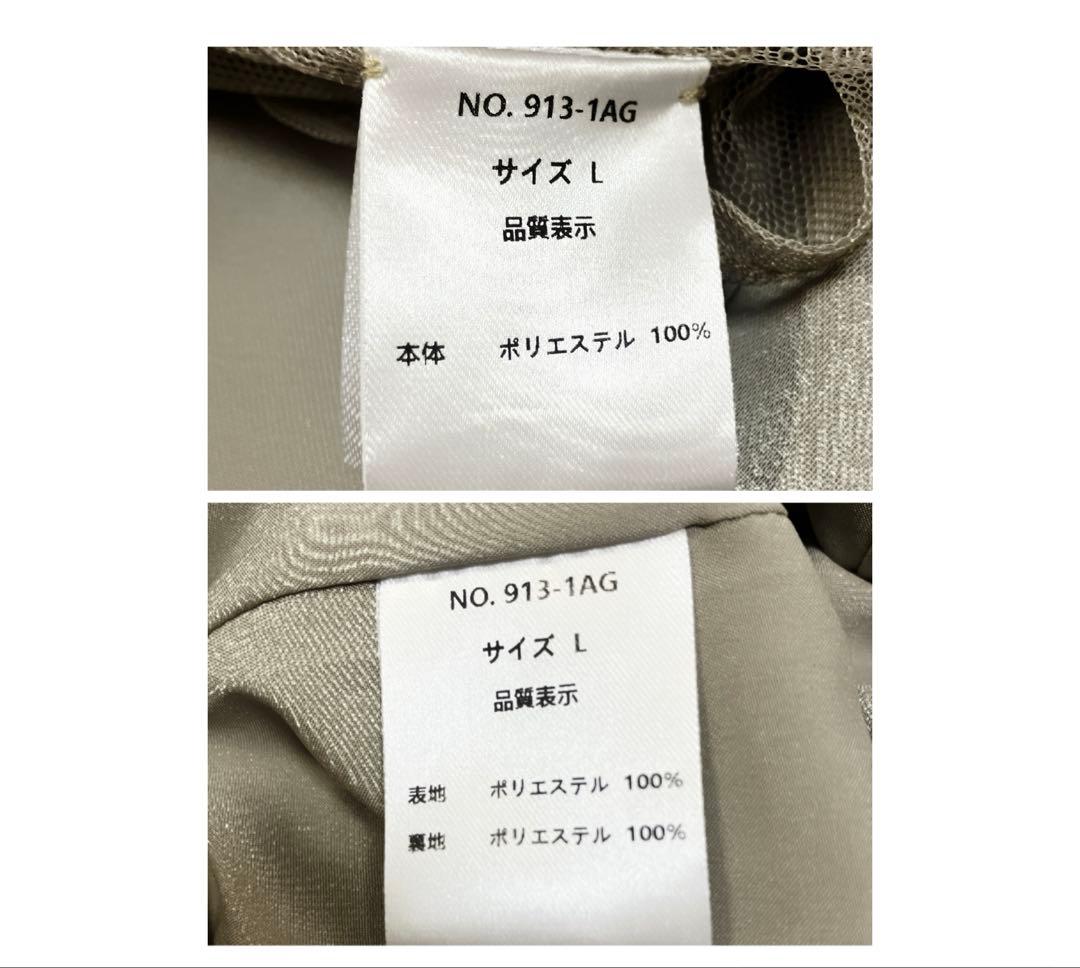 NO. 913-1AG
サイズ L
品質表示
本体 ポリエステル 100%
NO. 913-1AG
サイズ L
品質表示
表地 ポリエステル 100%
裏地 ポリエステル 100%